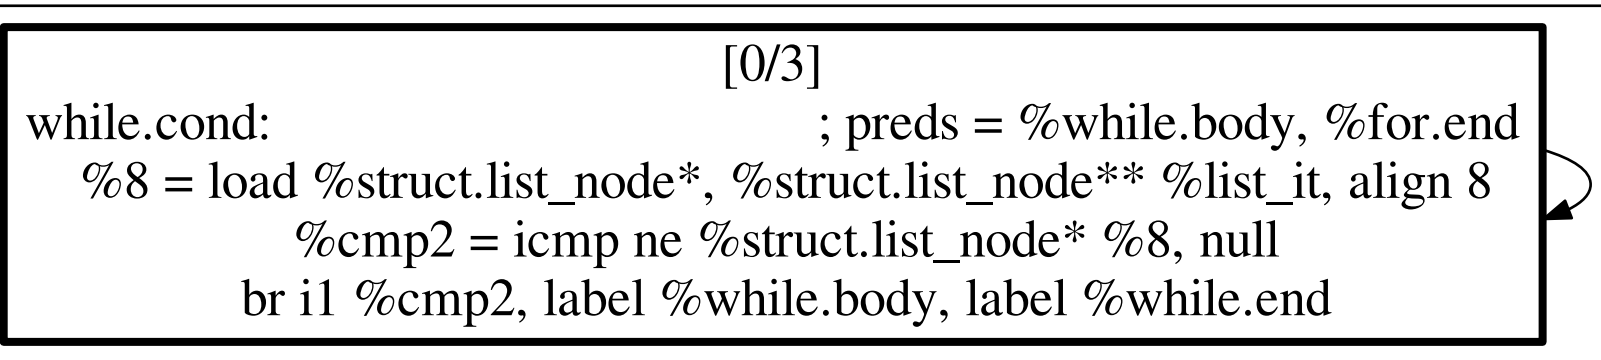 [0/3]
while.cond: ; preds = %while.body, %for.end
%8 = load %struct.list_node*, %struct.list_node** %list_it, align 8
%cmp2 = icmp ne %struct.list_node* %8, null
br i1 %cmp2, label %while.body, label %while.end